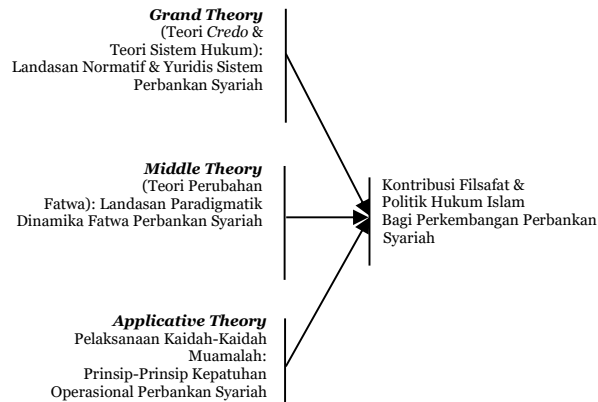 Grand Theory
(Teori Credo &
Teori Sistem Hukum):
Landasan Normatif & Yuridis Sistem
Perbankan Syariah
Middle Theory
(Teori Perubahan
Fatwa): Landasan Paradigmatik
Dinamika Fatwa Perbankan Syariah
Kontribusi Filsafat &
Politik Hukum Islam
Bagi Perkembangan Perbankan
Syariah
Applicative Theory
Pelaksanaan Kaidah-Kaidah
Muamalah:
Prinsip-Prinsip Kepatuhan
Operasional Perbankan Syariah